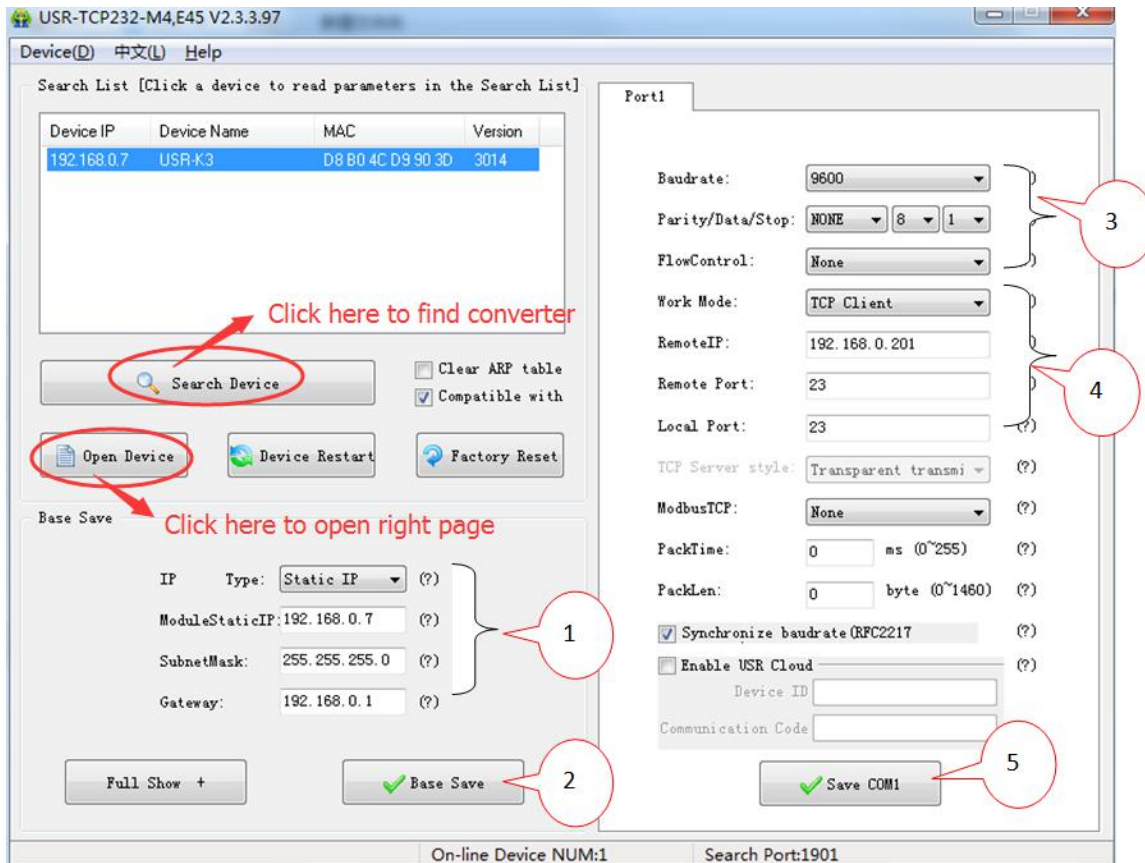 USR-TCP232-M4,E45 V2.3.3.97
Device(D) 中文(L) Help
Search List [Click a device to read parameters in the Search List]
Device IP Device Name MAC Version
192.168.0.7 USR-K3 D8 B0 4C D9 90 3D 3014
Click here to find converter
Search Device
Clear ARP table
Compatible with
Open Device Device Restart Factory Reset
Click here to open right page
Base Save
IP Type: Static IP (?)
ModuleStaticIP: 192.168.0.7 (?)
SubnetMask: 255.255.255.0 (?)
Gateway: 192.168.0.1 (?)
1
Full Show + Base Save
2
Port1
Baudrate: 9600 )
Parity/Data/Stop: NONE 8 1 )
FlowControl: None )
3
Work Mode: TCP Client )
RemoteIP: 192.168.0.201 )
Remote Port: 23 )
Local Port: 23 (?)
4
TCP Server style: Transparent transmi (?)
ModbusTCP: None (?)
PackTime: 0 ms (0~255) (?)
PackLen: 0 byte (0~1460) (?)
Synchronize baudrate(RFC2217 (?)
Enable USR Cloud (?)
Device ID
Communication Code
Save COM1
5
On-line Device NUM:1 Search Port:1901